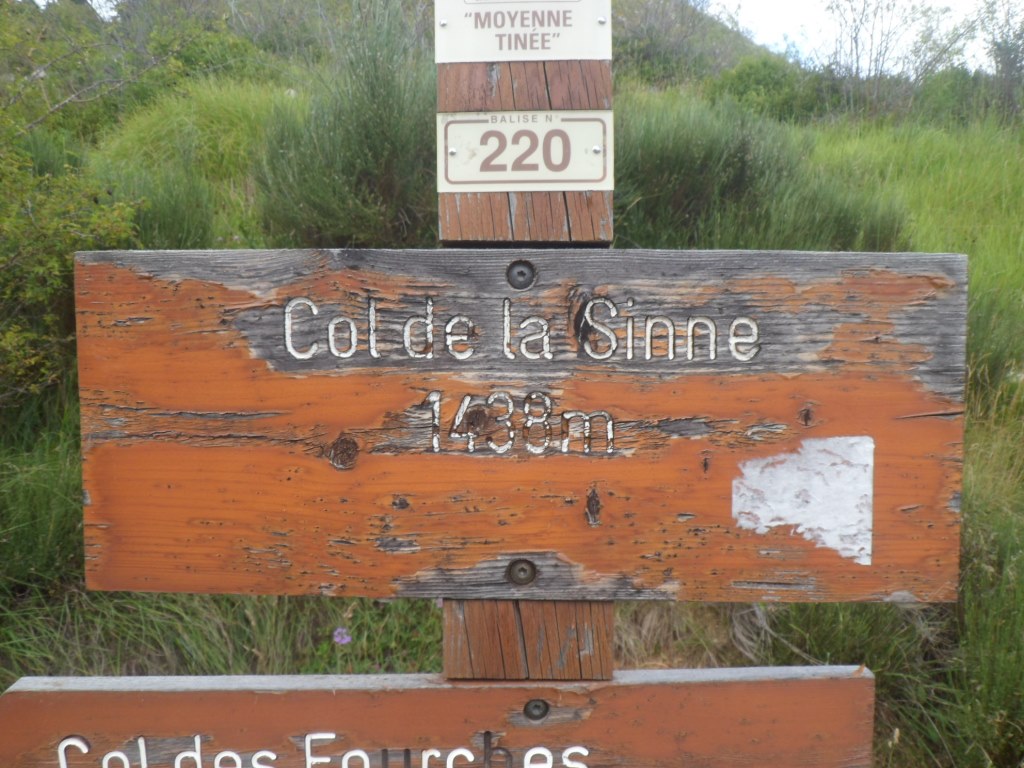 "MOYENNE
TINÉE"
BALISE N°
220
Col de la Sinne
1438m
Col des Fourches